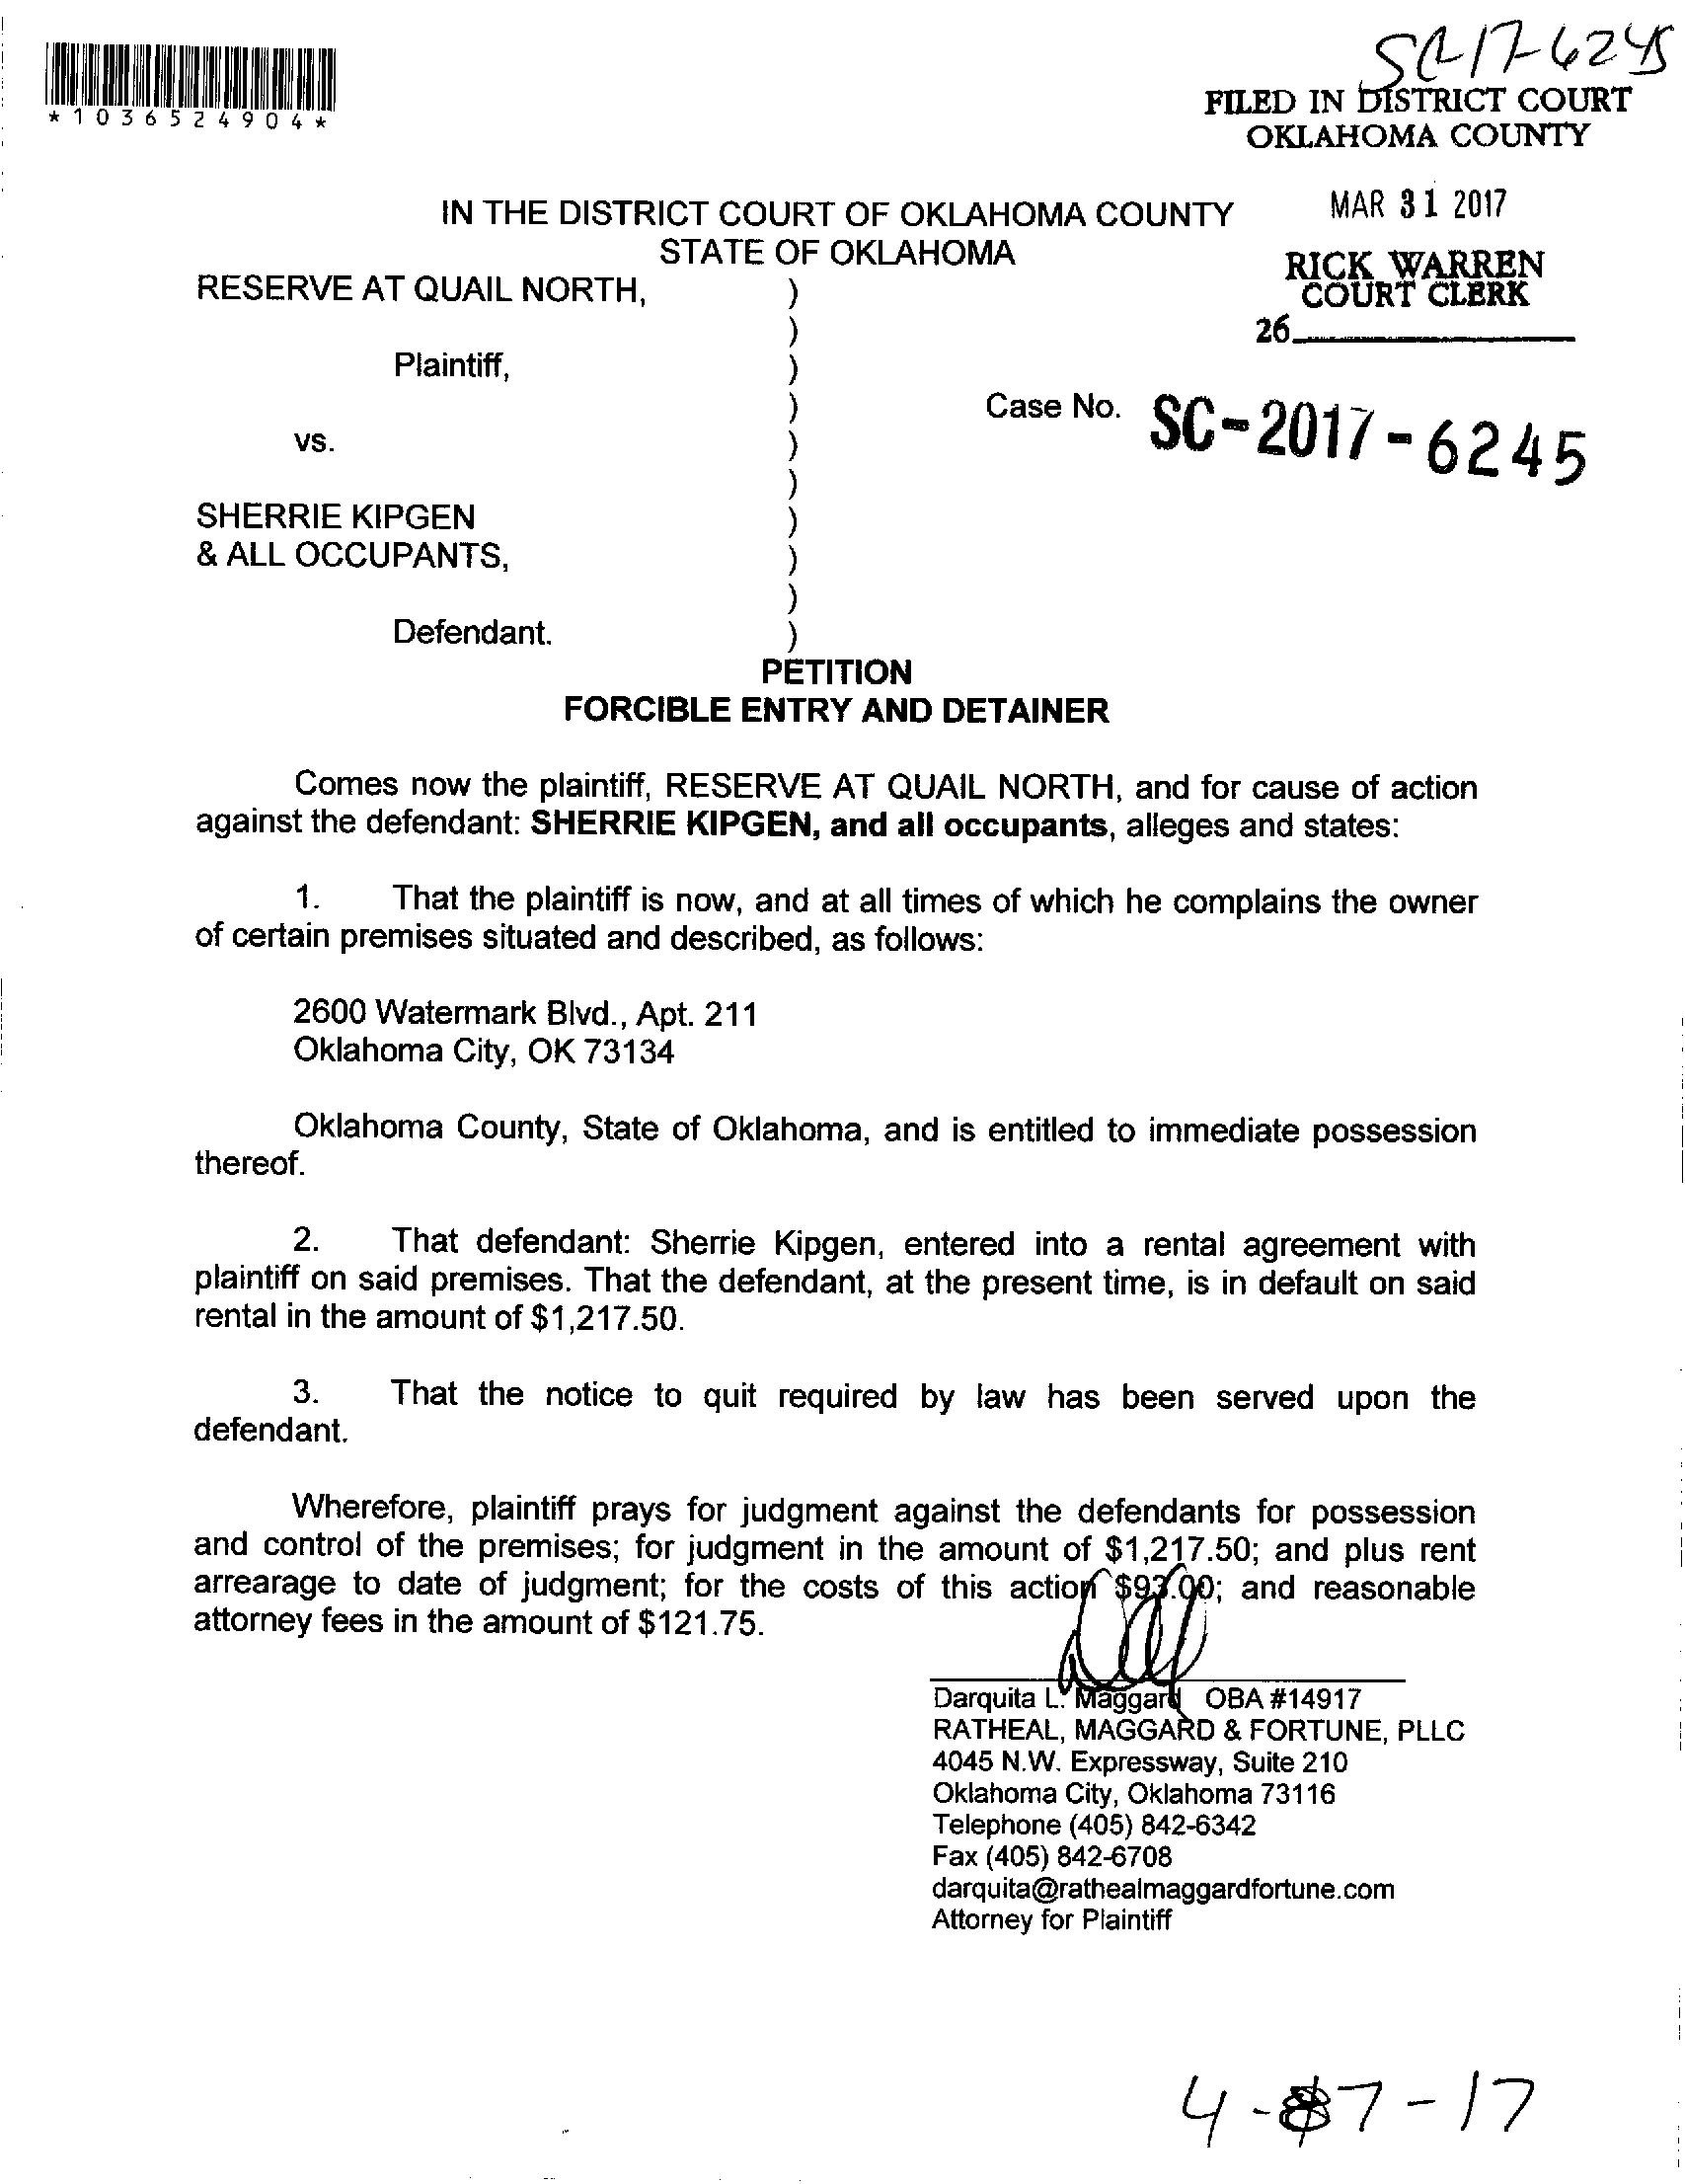 SC-17-6245
*1036524904*
FILED IN DISTRICT COURT
OKLAHOMA COUNTY
MAR 31 2017
RICK WARREN
COURT CLERK
26
IN THE DISTRICT COURT OF OKLAHOMA COUNTY
STATE OF OKLAHOMA
RESERVE AT QUAIL NORTH, )
)
Plaintiff, )
) Case No. SC-2017-6245
vs. )
)
SHERRIE KIPGEN )
& ALL OCCUPANTS, )
)
Defendant. )
PETITION
FORCIBLE ENTRY AND DETAINER
Comes now the plaintiff, RESERVE AT QUAIL NORTH, and for cause of action
against the defendant: SHERRIE KIPGEN, and all occupants, alleges and states:
1. That the plaintiff is now, and at all times of which he complains the owner
of certain premises situated and described, as follows:
2600 Watermark Blvd., Apt. 211
Oklahoma City, OK 73134
Oklahoma County, State of Oklahoma, and is entitled to immediate possession
thereof.
2. That defendant: Sherrie Kipgen, entered into a rental agreement with
plaintiff on said premises. That the defendant, at the present time, is in default on said
rental in the amount of $1,217.50.
3. That the notice to quit required by law has been served upon the
defendant.
Wherefore, plaintiff prays for judgment against the defendants for possession
and control of the premises; for judgment in the amount of $1,217.50; and plus rent
arrearage to date of judgment; for the costs of this action ; and reasonable
attorney fees in the amount of $121.75.
Darquita L. Maggard OBA #14917
RATHEAL, MAGGARD & FORTUNE, PLLC
4045 N.W. Expressway, Suite 210
Oklahoma City, Oklahoma 73116
Telephone (405) 842-6342
Fax (405) 842-6708
darquita@rathealmaggardfortune.com
Attorney for Plaintiff
4-7-17